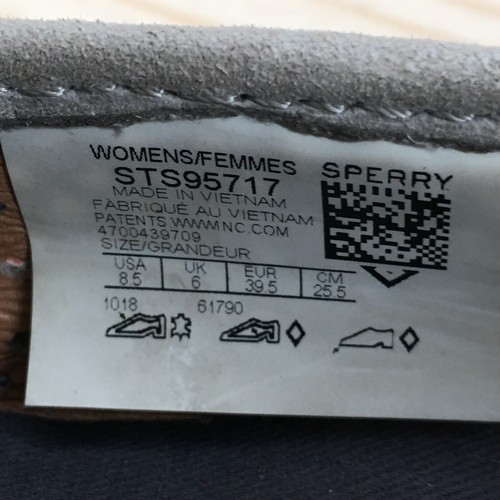 WOMENS/FEMMES
SPERRY
STS95717
MADE IN VIETNAM
FABRIQUÉ AU VIETNAM
PATENTS WWWNC.COM
4700439709
SIZE/GRANDEUR
USA UK EUR CM
8.5 6 39.5 25.5
1018 61790